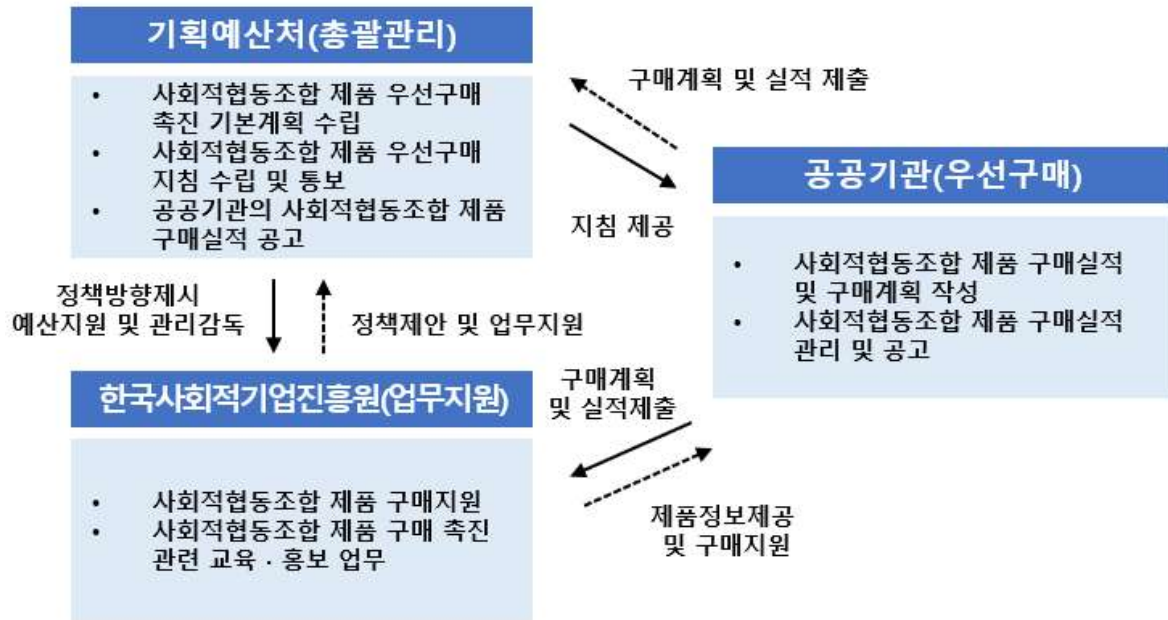 기획예산처(총괄관리)
• 사회적협동조합 제품 우선구매
촉진 기본계획 수립
• 사회적협동조합 제품 우선구매
지침 수립 및 통보
• 공공기관의 사회적협동조합 제품
구매실적 공고
구매계획 및 실적 제출
지침 제공
공공기관(우선구매)
• 사회적협동조합 제품 구매실적
및 구매계획 작성
• 사회적협동조합 제품 구매실적
관리 및 공고
정책방향제시
예산지원 및 관리감독
정책제안 및 업무지원
구매계획
및 실적제출
한국사회적기업진흥원(업무지원)
• 사회적협동조합 제품 구매지원
• 사회적협동조합 제품 구매 촉진
관련 교육 · 홍보 업무
제품정보제공
및 구매지원